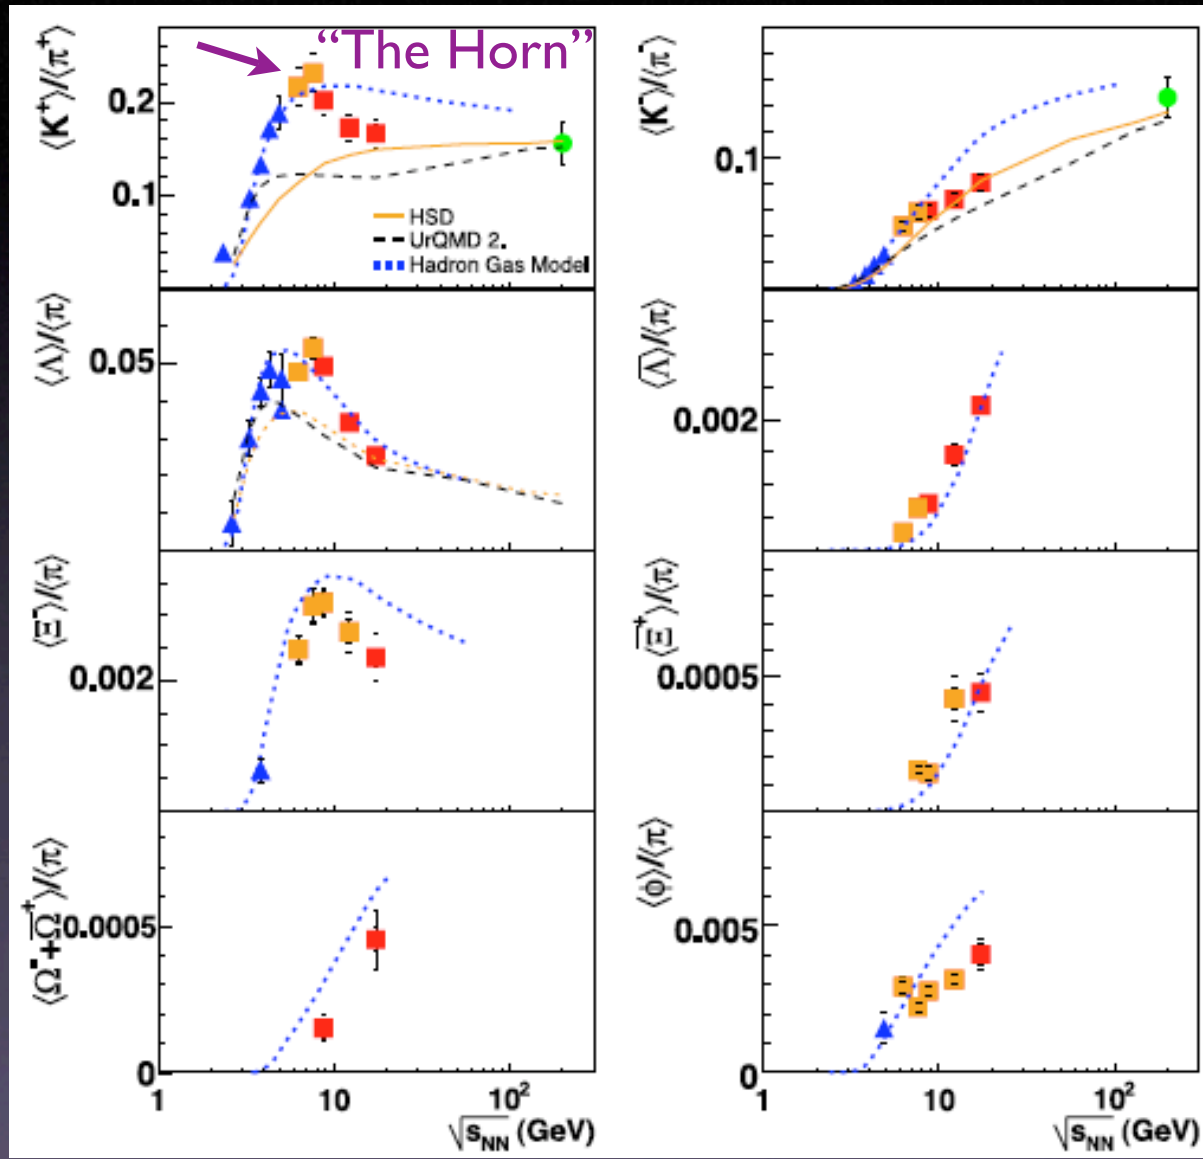 "The Horn"
⟨K⁺⟩/⟨π⁺⟩
0.2
0.1
HSD
UrQMD 2.
Hadron Gas Model
⟨K⁻⟩/⟨π⁻⟩
0.1
⟨Λ⟩/⟨π⟩
0.05
⟨Λ̅⟩/⟨π⟩
0.002
⟨Ξ⁻⟩/⟨π⟩
0.002
⟨Ξ̅⁺⟩/⟨π⟩
0.0005
⟨Ω⁻+Ω̅⁺⟩/⟨π⟩
0.0005
0
1 10 10²
√sNN (GeV)
⟨ϕ⟩/⟨π⟩
0.005
0
1 10 10²
√sNN (GeV)